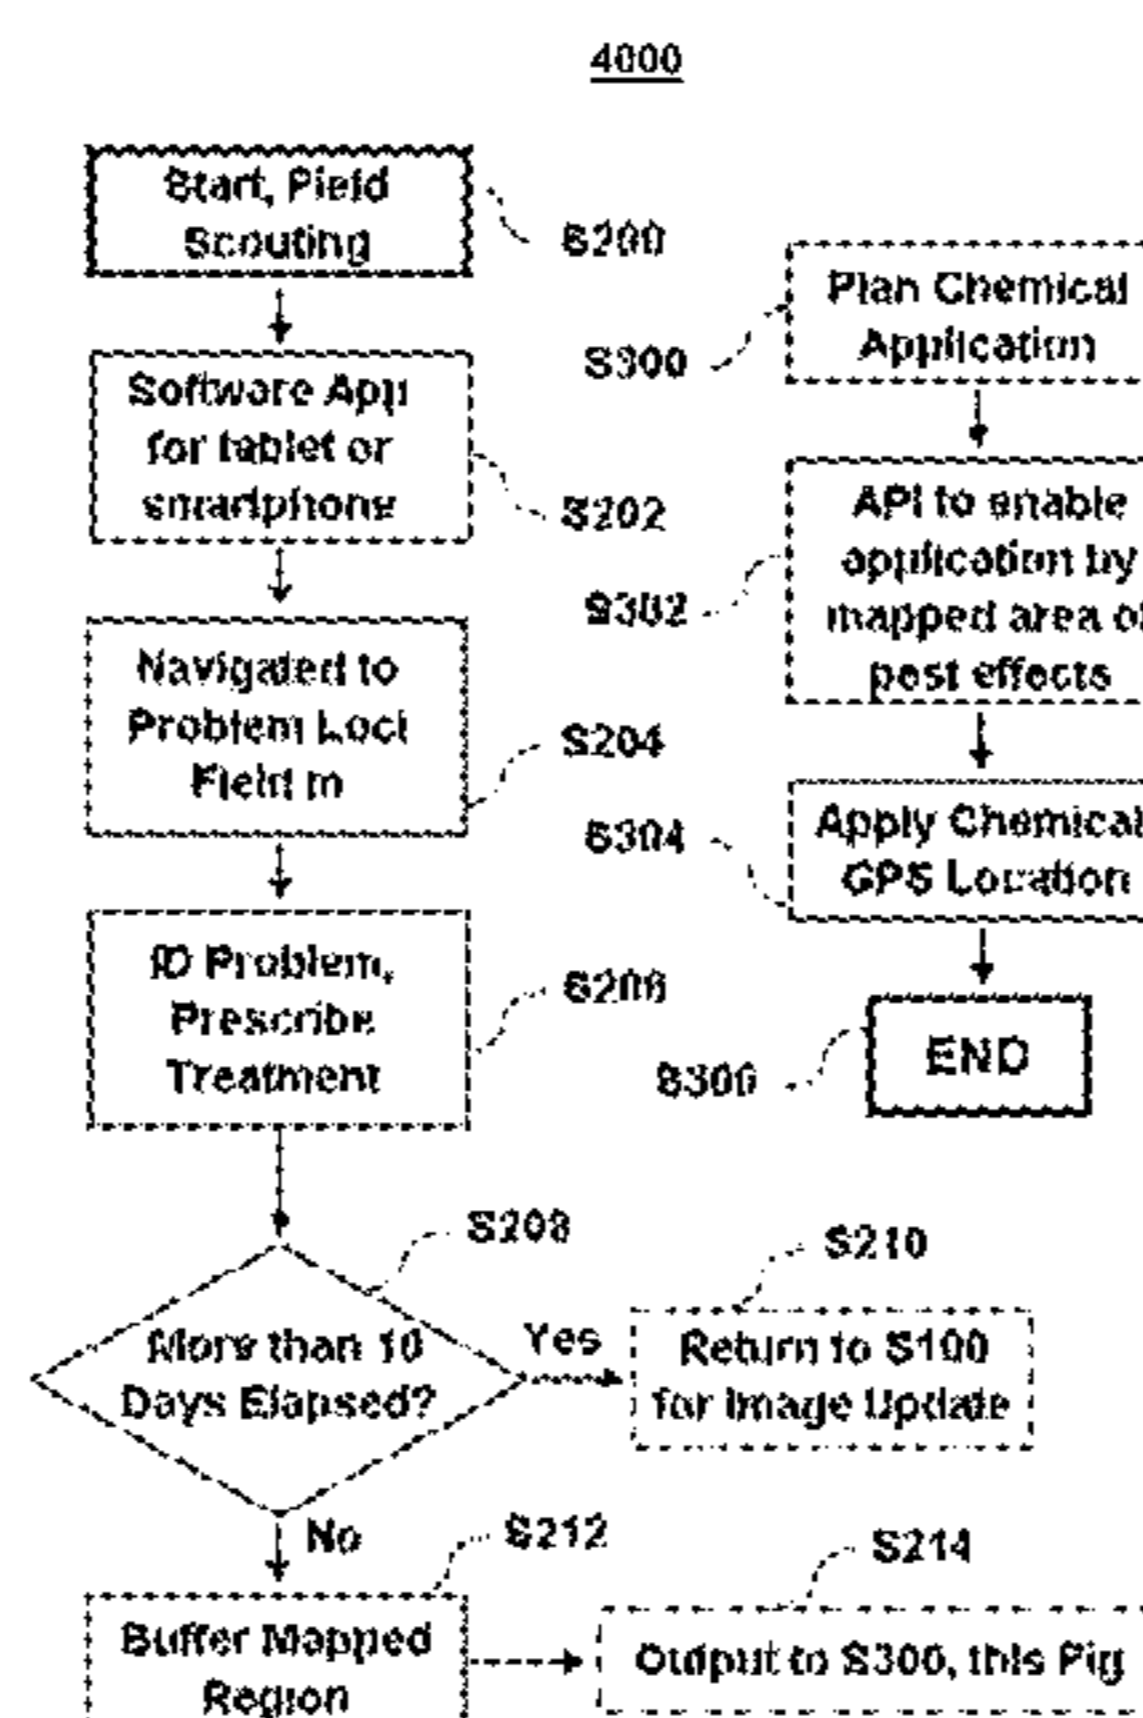 4000
Start, Field
Scouting
S200
Software App
for tablet or
smartphone
S202
Navigated to
Problem Loci
Field m
S204
ID Problem,
Prescribe
Treatment
S206
More than 10
Days Elapsed?
S208
Yes
Return to S100
for Image Update
S210
No
Buffer Mapped
Region
S212
Output to S300, this Fig
S214
Plan Chemical
Application
S300
API to enable
application by
mapped area of
pest effects
S302
Apply Chemical
GPS Location
S304
END
S306